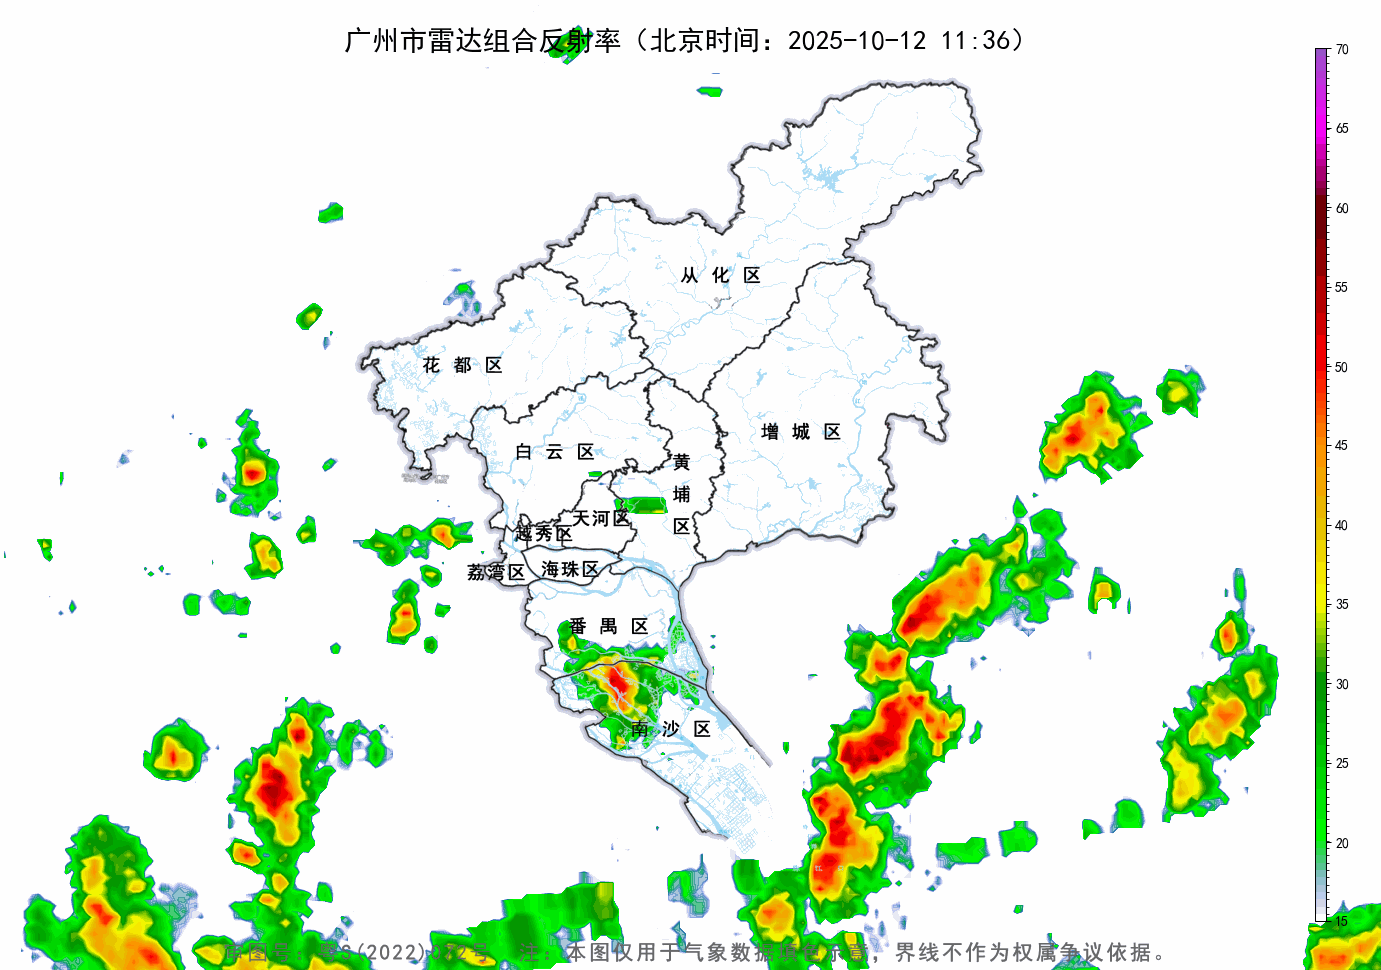 广州市雷达组合反射率（北京时间：2025-10-12 11:36）
70
65
60
55
50
45
40
35
30
25
20
15
从化区
花都区
增城区
白云区
黄埔区
天河区
越秀区
海珠区
荔湾区
番禺区
南沙区
审图号：粤S(2022)082号 注：本图仅用于气象数据填色示意，界线不作为权属争议依据。